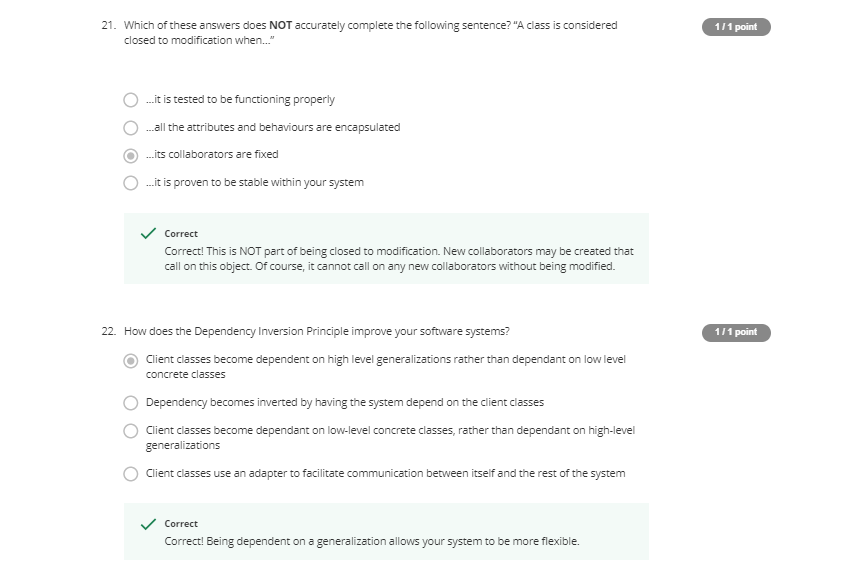 21. Which of these answers does NOT accurately complete the following sentence? "A class is considered
closed to modification when..."
1 / 1 point
...it is tested to be functioning properly
...all the attributes and behaviours are encapsulated
...its collaborators are fixed
...it is proven to be stable within your system
Correct
Correct! This is NOT part of being closed to modification. New collaborators may be created that
call on this object. Of course, it cannot call on any new collaborators without being modified.
22. How does the Dependency Inversion Principle improve your software systems?
1 / 1 point
Client classes become dependent on high level generalizations rather than dependant on low level
concrete classes
Dependency becomes inverted by having the system depend on the client classes
Client classes become dependant on low-level concrete classes, rather than dependant on high-level
generalizations
Client classes use an adapter to facilitate communication between itself and the rest of the system
Correct
Correct! Being dependent on a generalization allows your system to be more flexible.